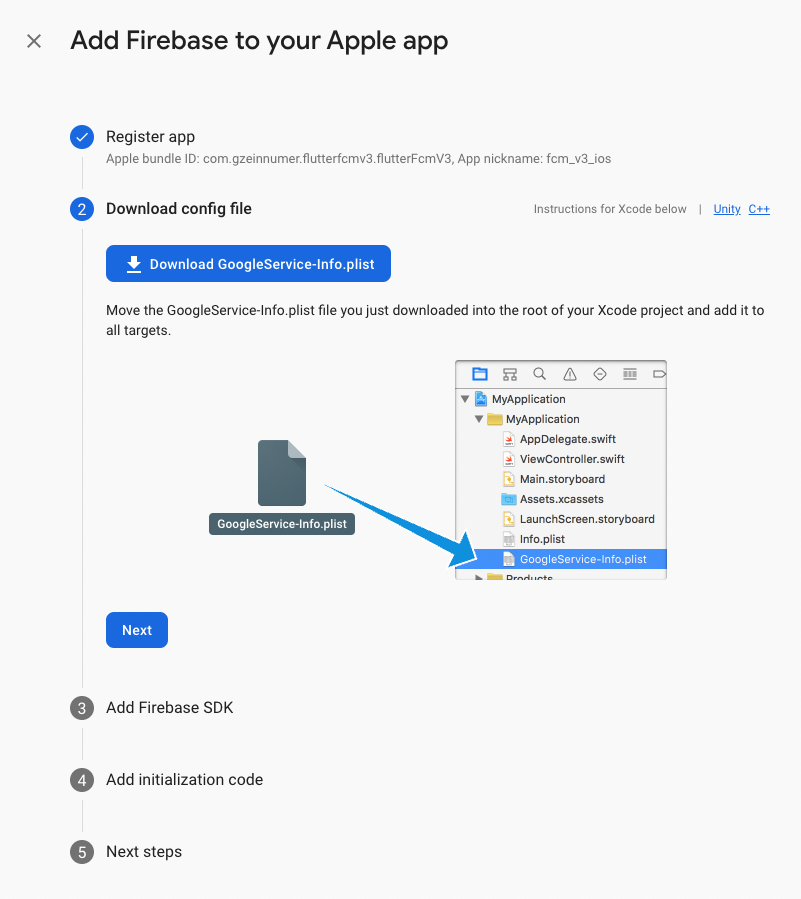 Add Firebase to your Apple app
Register app
Apple bundle ID: com.gzeinnumer.flutterfcmv3.flutterFcmV3, App nickname: fcm_v3_ios
2
Download config file
Instructions for Xcode below | Unity C++
Download GoogleService-Info.plist
Move the GoogleService-Info.plist file you just downloaded into the root of your Xcode project and add it to
all targets.
MyApplication
MyApplication
AppDelegate.swift
ViewController.swift
Main.storyboard
Assets.xcassets
LaunchScreen.storyboard
Info.plist
GoogleService-Info.plist
Products
GoogleService-Info.plist
Next
3 Add Firebase SDK
4 Add initialization code
5 Next steps